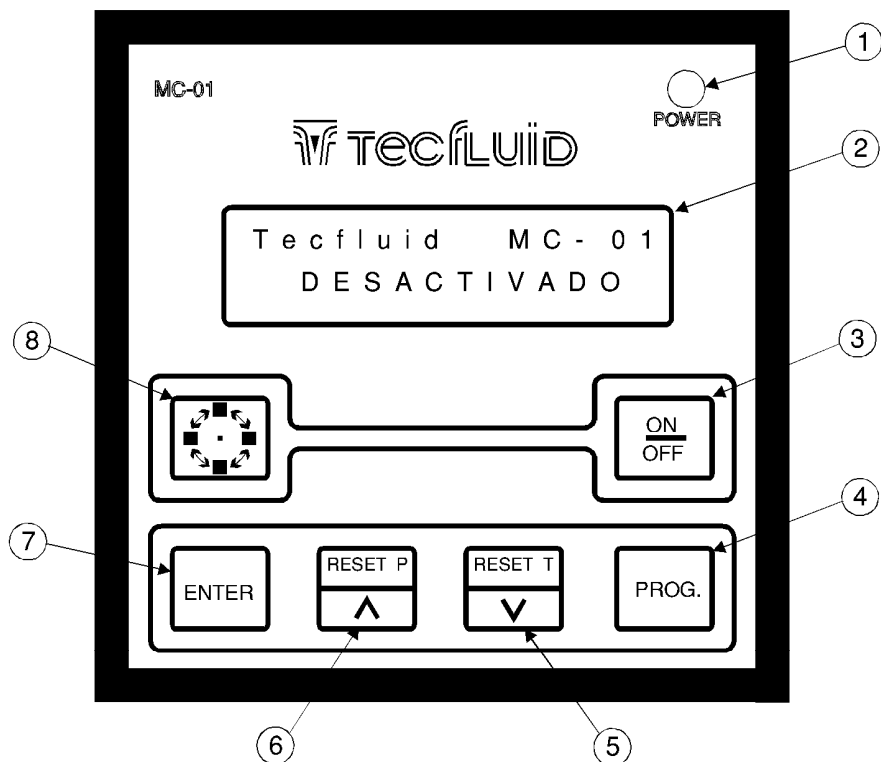 MC-01
POWER
TECFLUID
Tecfluid MC-01
DESACTIVADO
ON
OFF
ENTER
RESET P
RESET T
PROG.
1
2
3
4
5
6
7
8